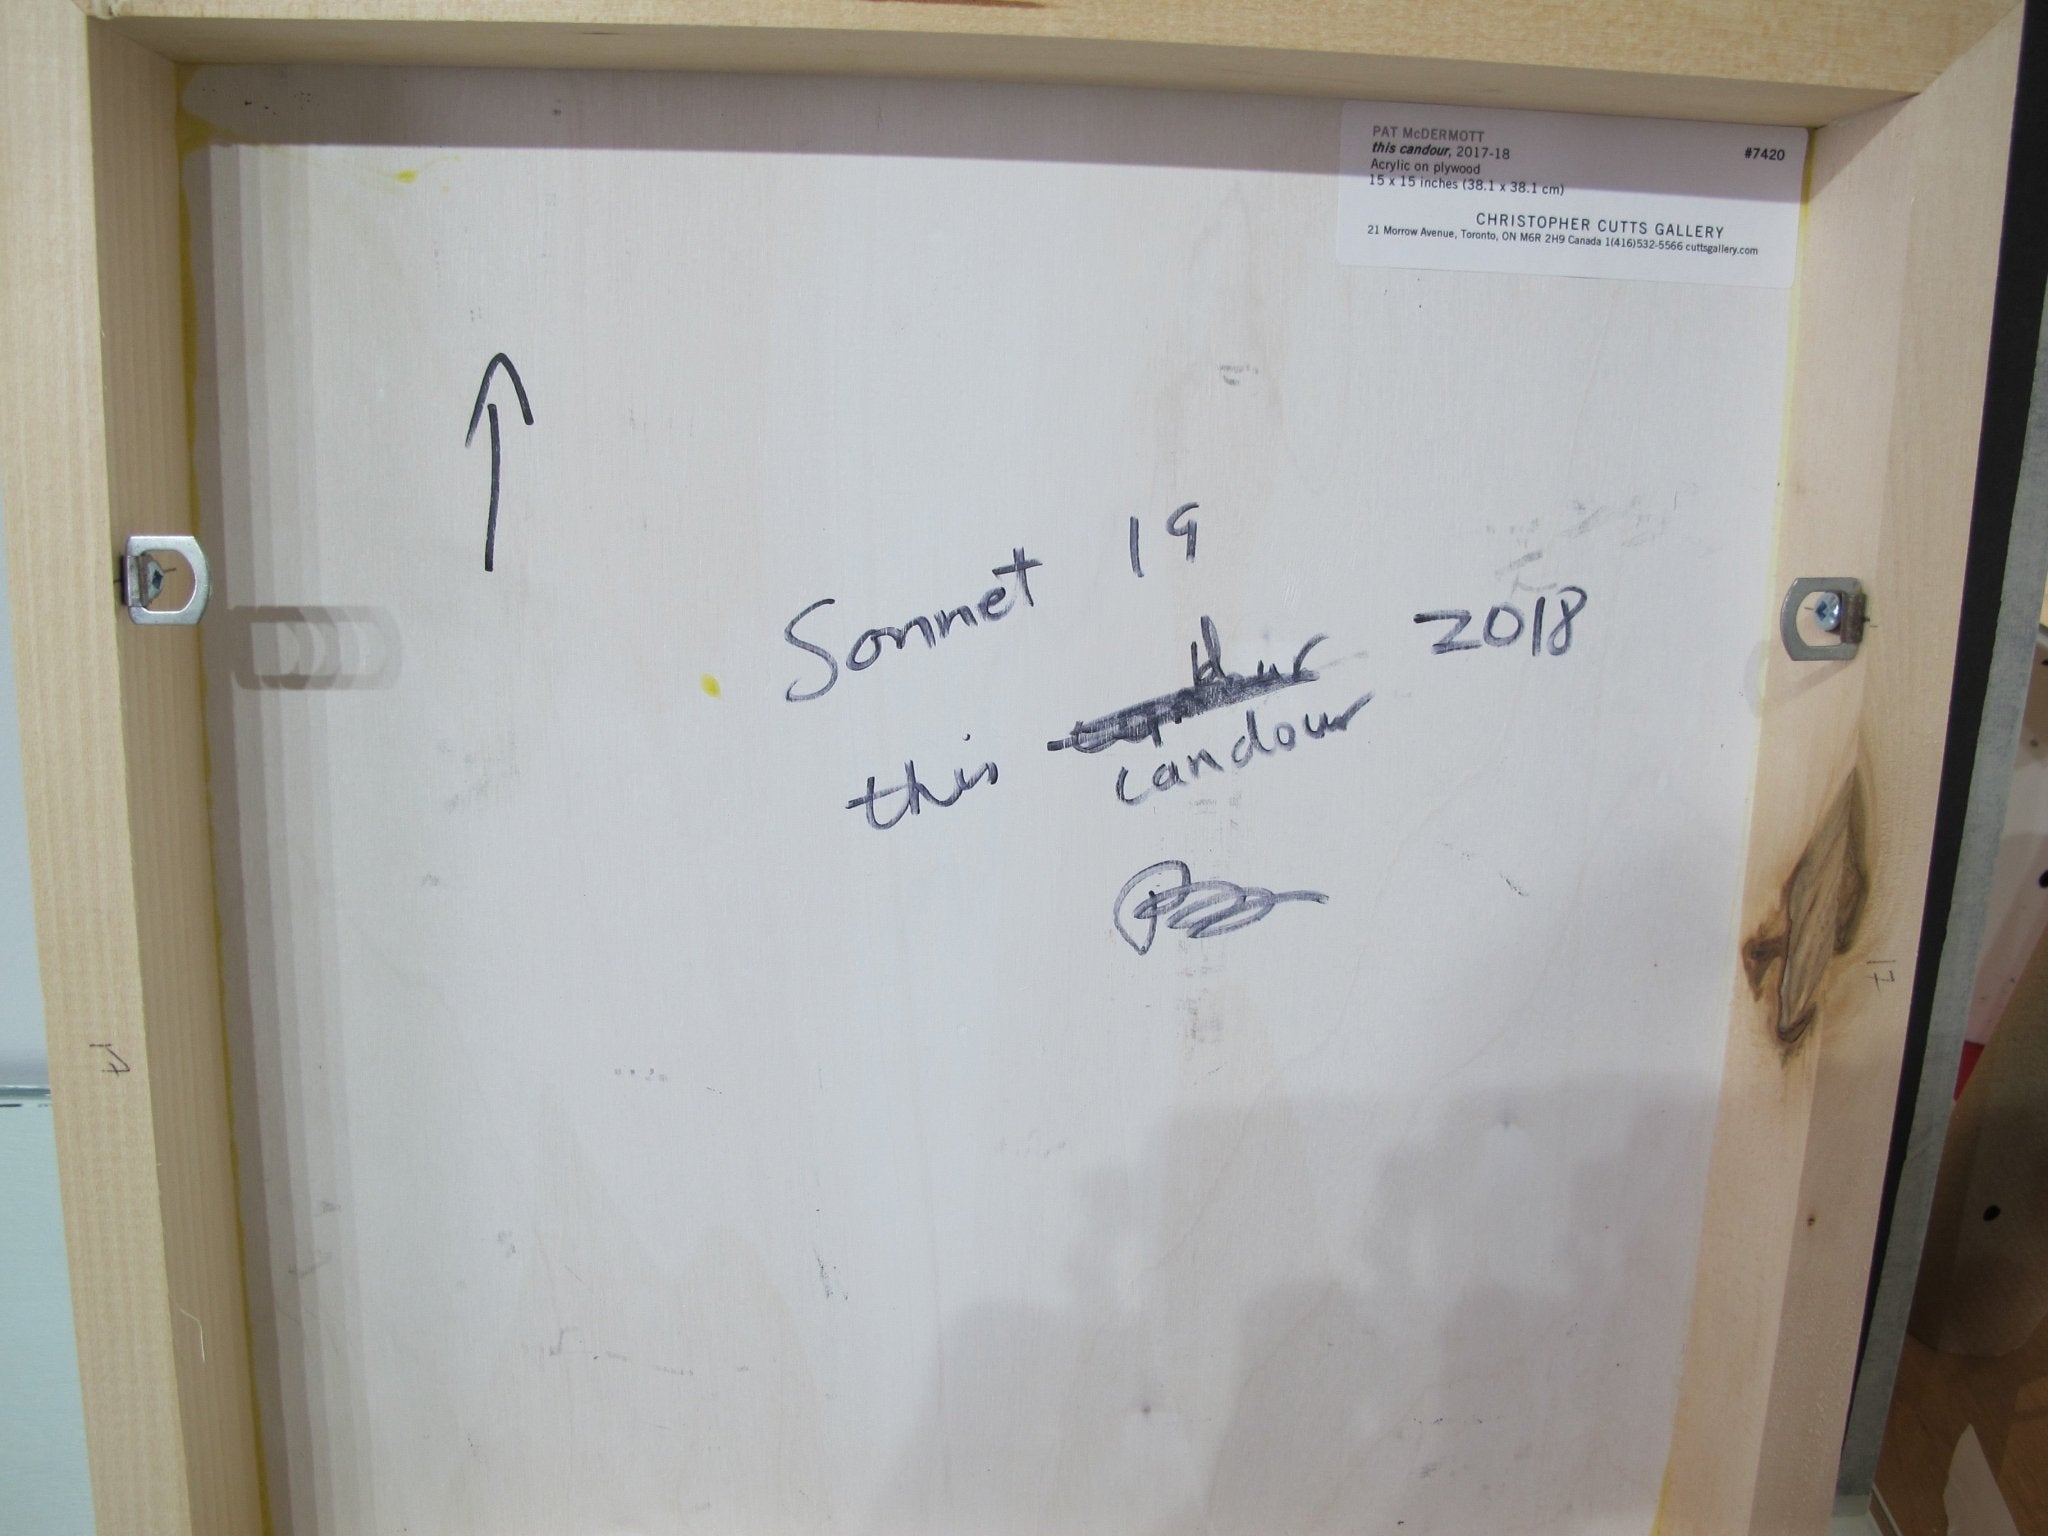 PAT McDERMOTT
this candour, 2017-18 #7420
Acrylic on plywood
15 x 15 inches (38.1 x 38.1 cm)
CHRISTOPHER CUTTS GALLERY
21 Morrow Avenue, Toronto, ON M6R 2H9 Canada 1(416)532-5566 cuttsgallery.com
Sonnet 19
this candour 2018
17
17